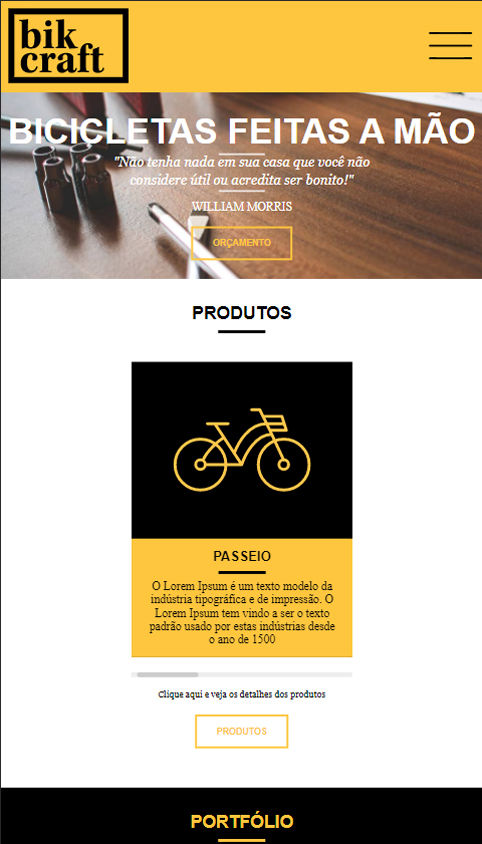 bik
craft
BICICLETAS FEITAS A MÃO
"Não tenha nada em sua casa que você não
considere útil ou acredita ser bonito!"
WILLIAM MORRIS
ORÇAMENTO
PRODUTOS
PASSEIO
O Lorem Ipsum é um texto modelo da
indústria tipográfica e de impressão. O
Lorem Ipsum tem vindo a ser o texto
padrão usado por estas indústrias desde
o ano de 1500
Clique aqui e veja os detalhes dos produtos
PRODUTOS
PORTFÓLIO